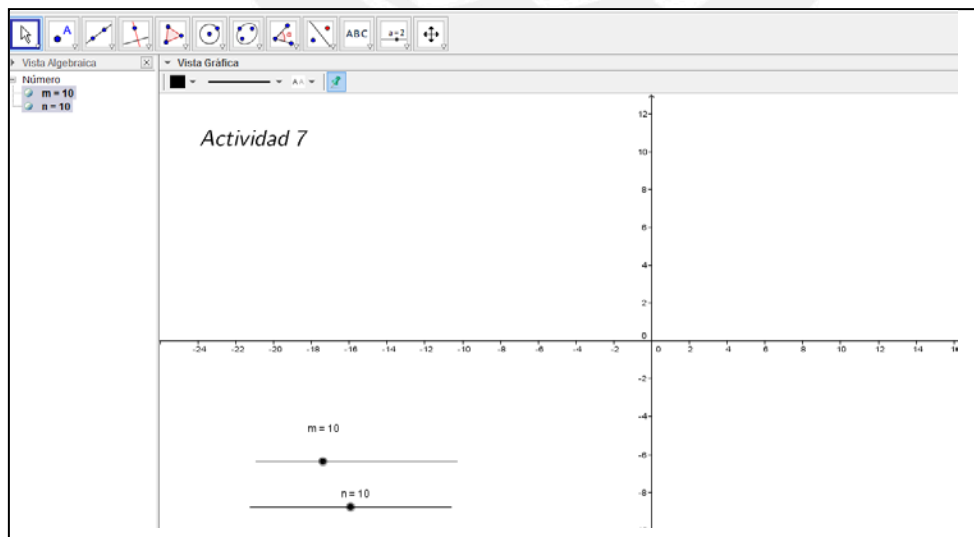 A
ABC
a=2
Vista Algebraica
Vista Gráfica
Número
m = 10
n = 10
AA
Actividad 7
12
10
8
6
4
2
0
-24 -22 -20 -18 -16 -14 -12 -10 -8 -6 -4 -2 0 2 4 6 8 10 12 14
-2
-4
-6
-8
m = 10
n = 10